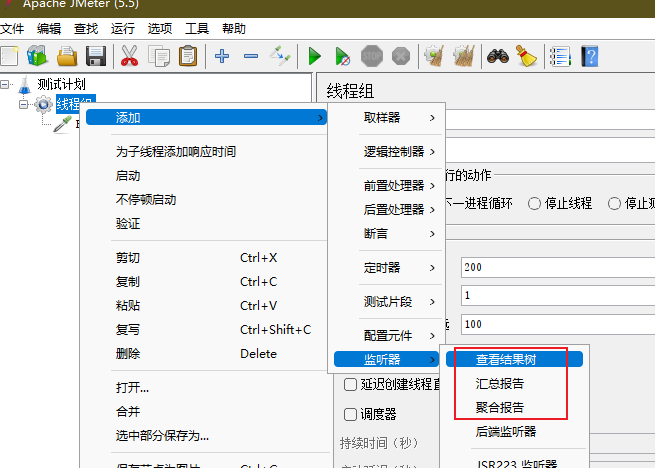 Apache JMeter (5.5)
文件 编辑 查找 运行 选项 工具 帮助
测试计划
线程组
线程组
添加
为子线程添加响应时间
启动
不停顿启动
验证
剪切 Ctrl+X
复制 Ctrl+C
粘贴 Ctrl+V
复写 Ctrl+Shift+C
删除 Delete
打开...
合并
选中部分保存为...
取样器
逻辑控制器
前置处理器
后置处理器
断言
定时器
测试片段
配置元件
监听器
查看结果树
汇总报告
聚合报告
后端监听器
JSR223 监听器
行的动作
下一进程循环 停止线程 停止测
200
1
100
延迟创建线程直
调度器
持续时间（秒）